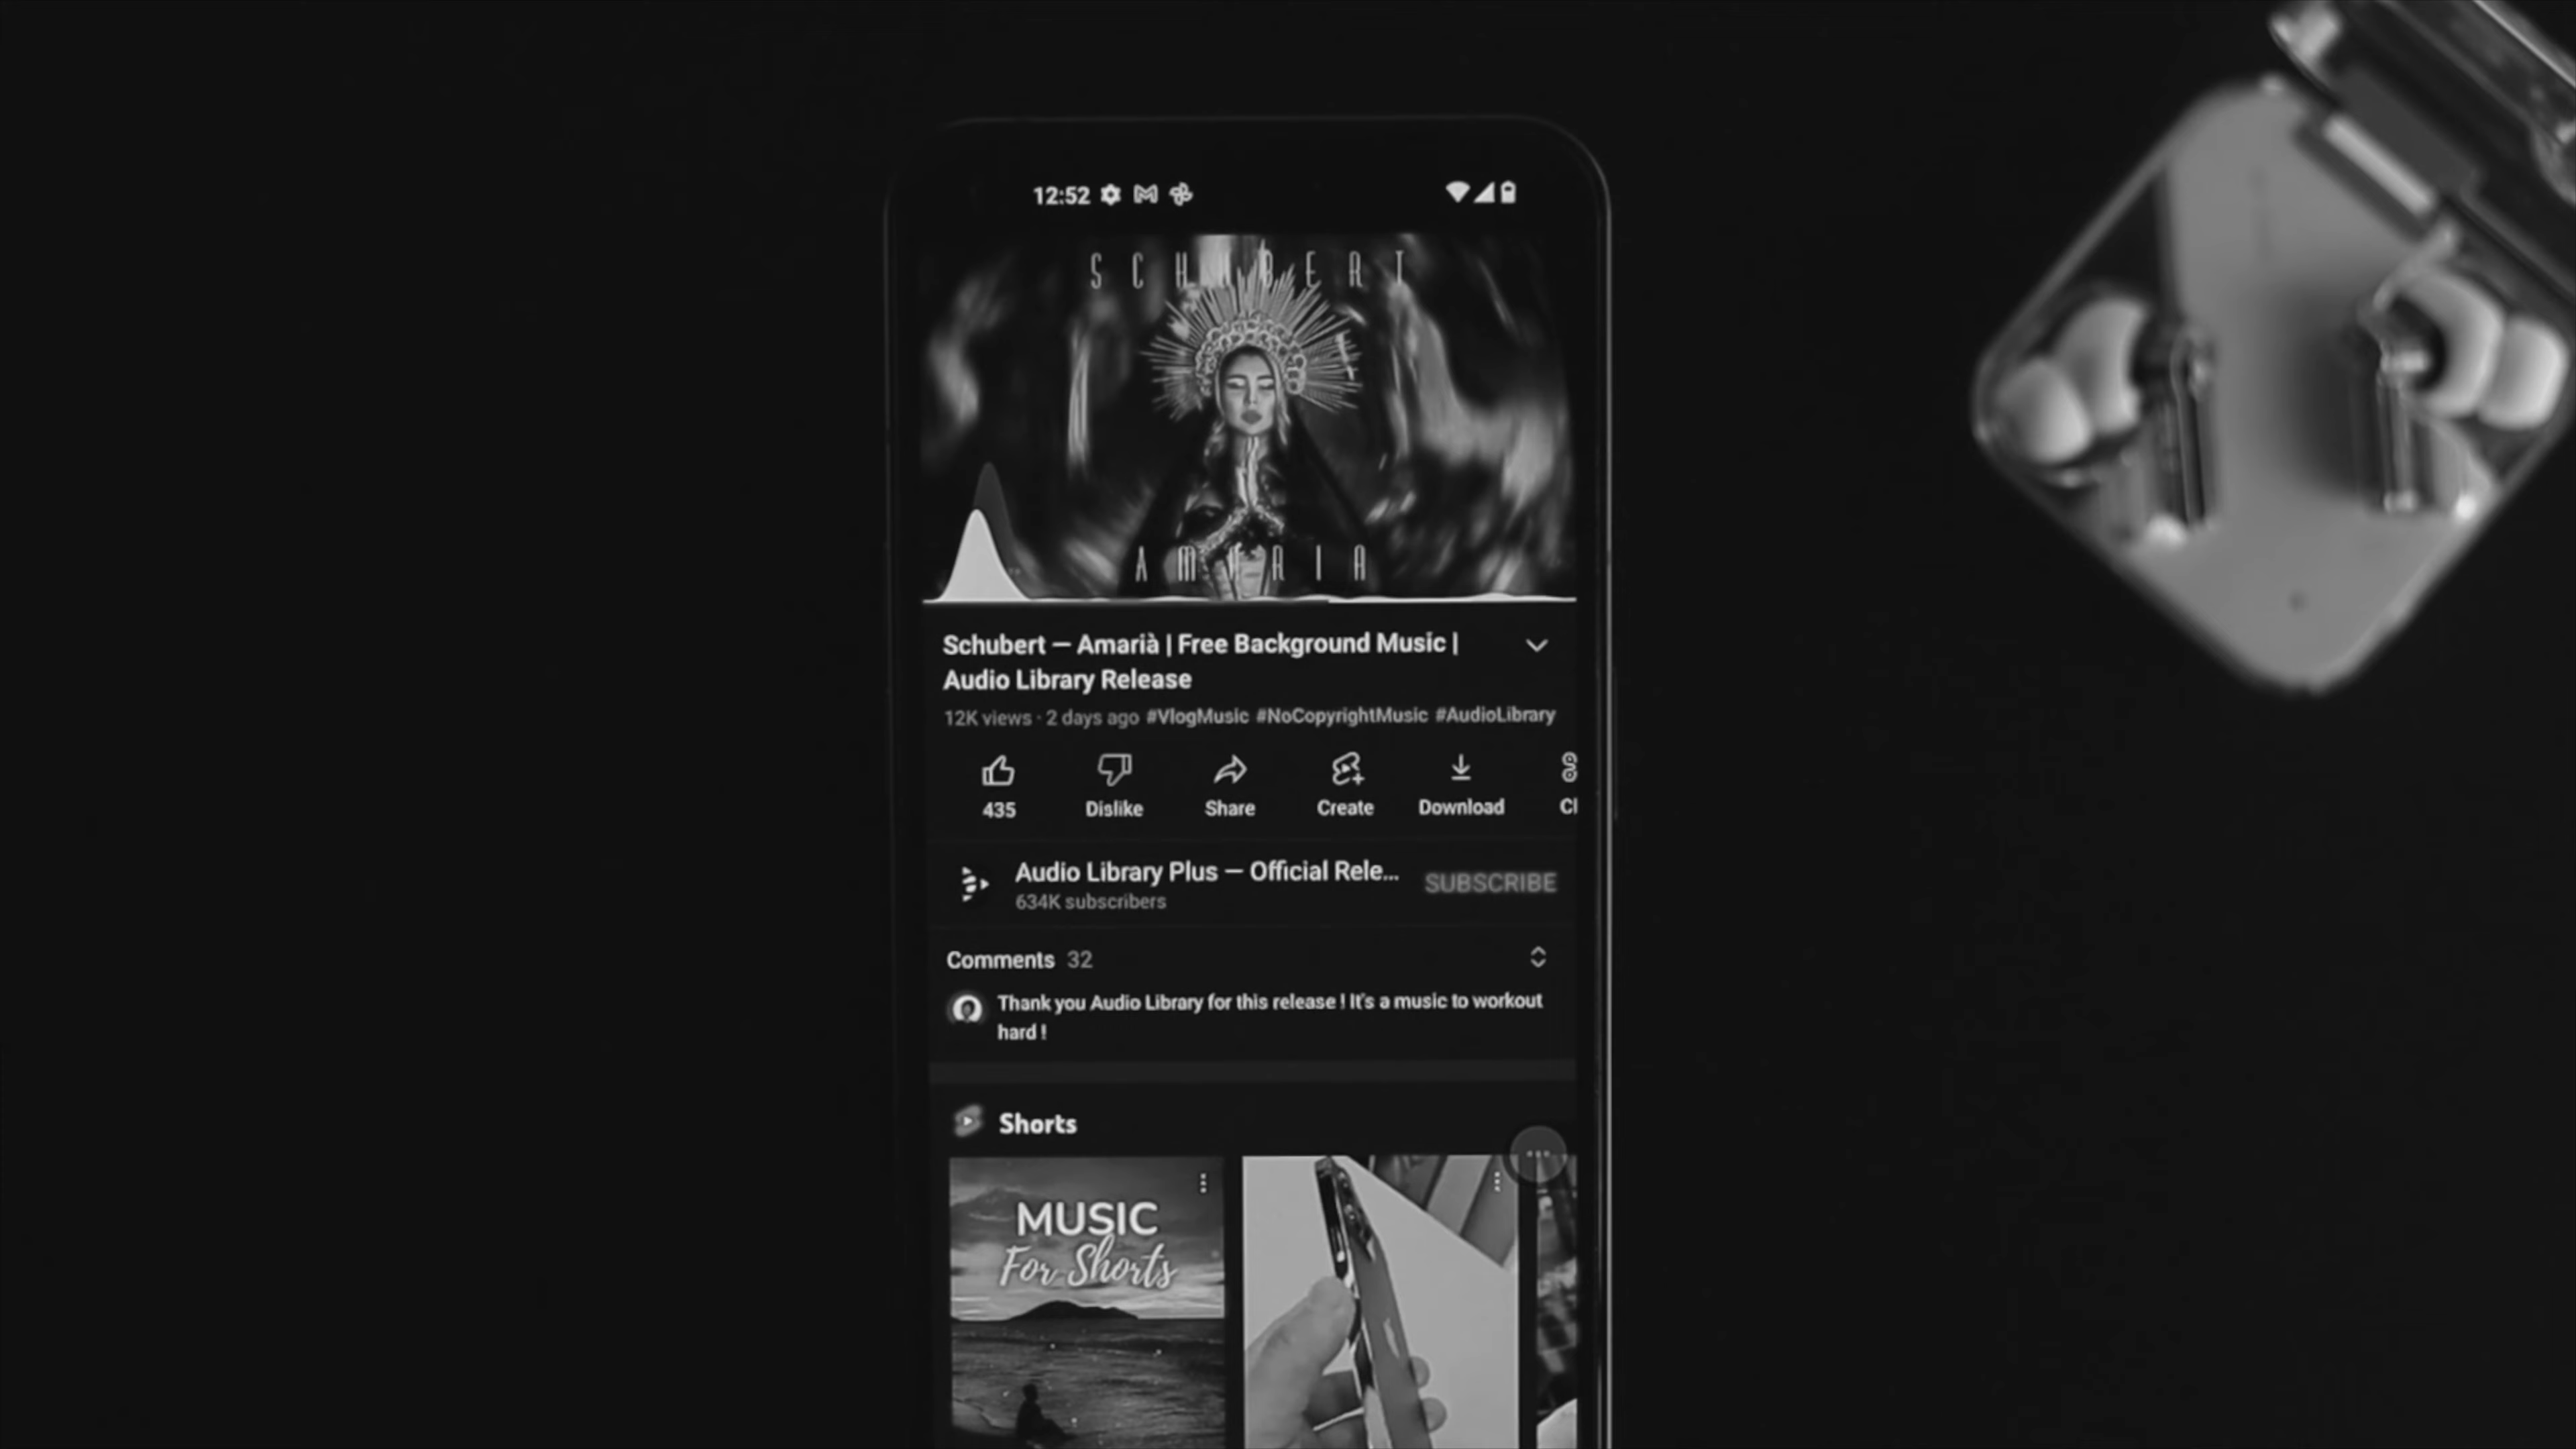 12:52
SCHUBERT
AMARIA
Schubert — Amarià | Free Background Music |
Audio Library Release
12K views · 2 days ago #VlogMusic #NoCopyrightMusic #AudioLibrary
435 Dislike Share Create Download Cl
Audio Library Plus — Official Rele... SUBSCRIBE
634K subscribers
Comments 32
Thank you Audio Library for this release ! It's a music to workout
hard !
Shorts
MUSIC
For Shorts